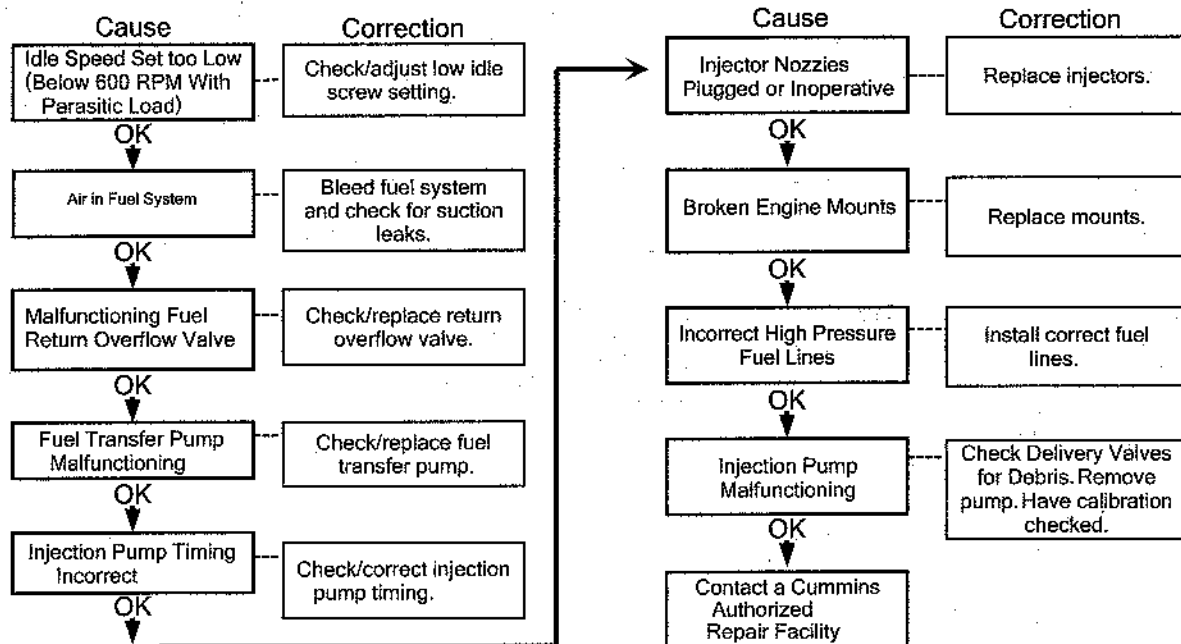 Cause
Correction
Idle Speed Set too Low
(Below 600 RPM With
Parasitic Load)
Check/adjust low idle
screw setting.
OK
Air in Fuel System
Bleed fuel system
and check for suction
leaks.
OK
Malfunctioning Fuel
Return Overflow Valve
Check/replace return
overflow valve.
OK
Fuel Transfer Pump
Malfunctioning
Check/replace fuel
transfer pump.
OK
Injection Pump Timing
Incorrect
Check/correct injection
pump timing.
OK
Cause
Correction
Injector Nozzies
Plugged or Inoperative
Replace injectors.
OK
Broken Engine Mounts
Replace mounts.
OK
Incorrect High Pressure
Fuel Lines
Install correct fuel
lines.
OK
Injection Pump
Malfunctioning
Check Delivery Valves
for Debris. Remove
pump. Have calibration
checked.
OK
Contact a Cummins
Authorized
Repair Facility